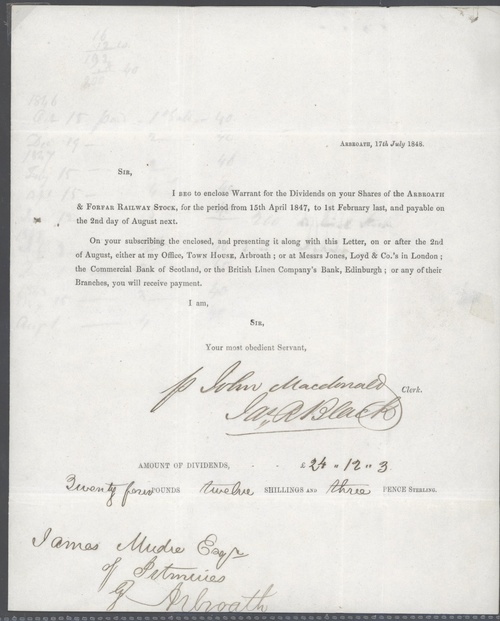 ARBROATH, 17th July 1848.
SIR,
I BEG to enclose Warrant for the Dividends on your Shares of the ARBROATH
& FORFAR RAILWAY STOCK, for the period from 15th April 1847, to 1st February last, and payable on
the 2nd day of August next.
On your subscribing the enclosed, and presenting it along with this Letter, on or after the 2nd
of August, either at my Office, TOWN HOUSE, Arbroath; or at Messrs Jones, Loyd & Co.'s in London;
the Commercial Bank of Scotland, or the British Linen Company's Bank, Edinburgh; or any of their
Branches, you will receive payment.
I am,
SIR,
Your most obedient Servant,
p John Macdonald Clerk.
Jas R Black
AMOUNT OF DIVIDENDS, - - £ 24 " 12 " 3
Twenty four POUNDS twelve SHILLINGS AND three PENCE STERLING.
James Mudie Esqr
of Pitmuies
by Arbroath